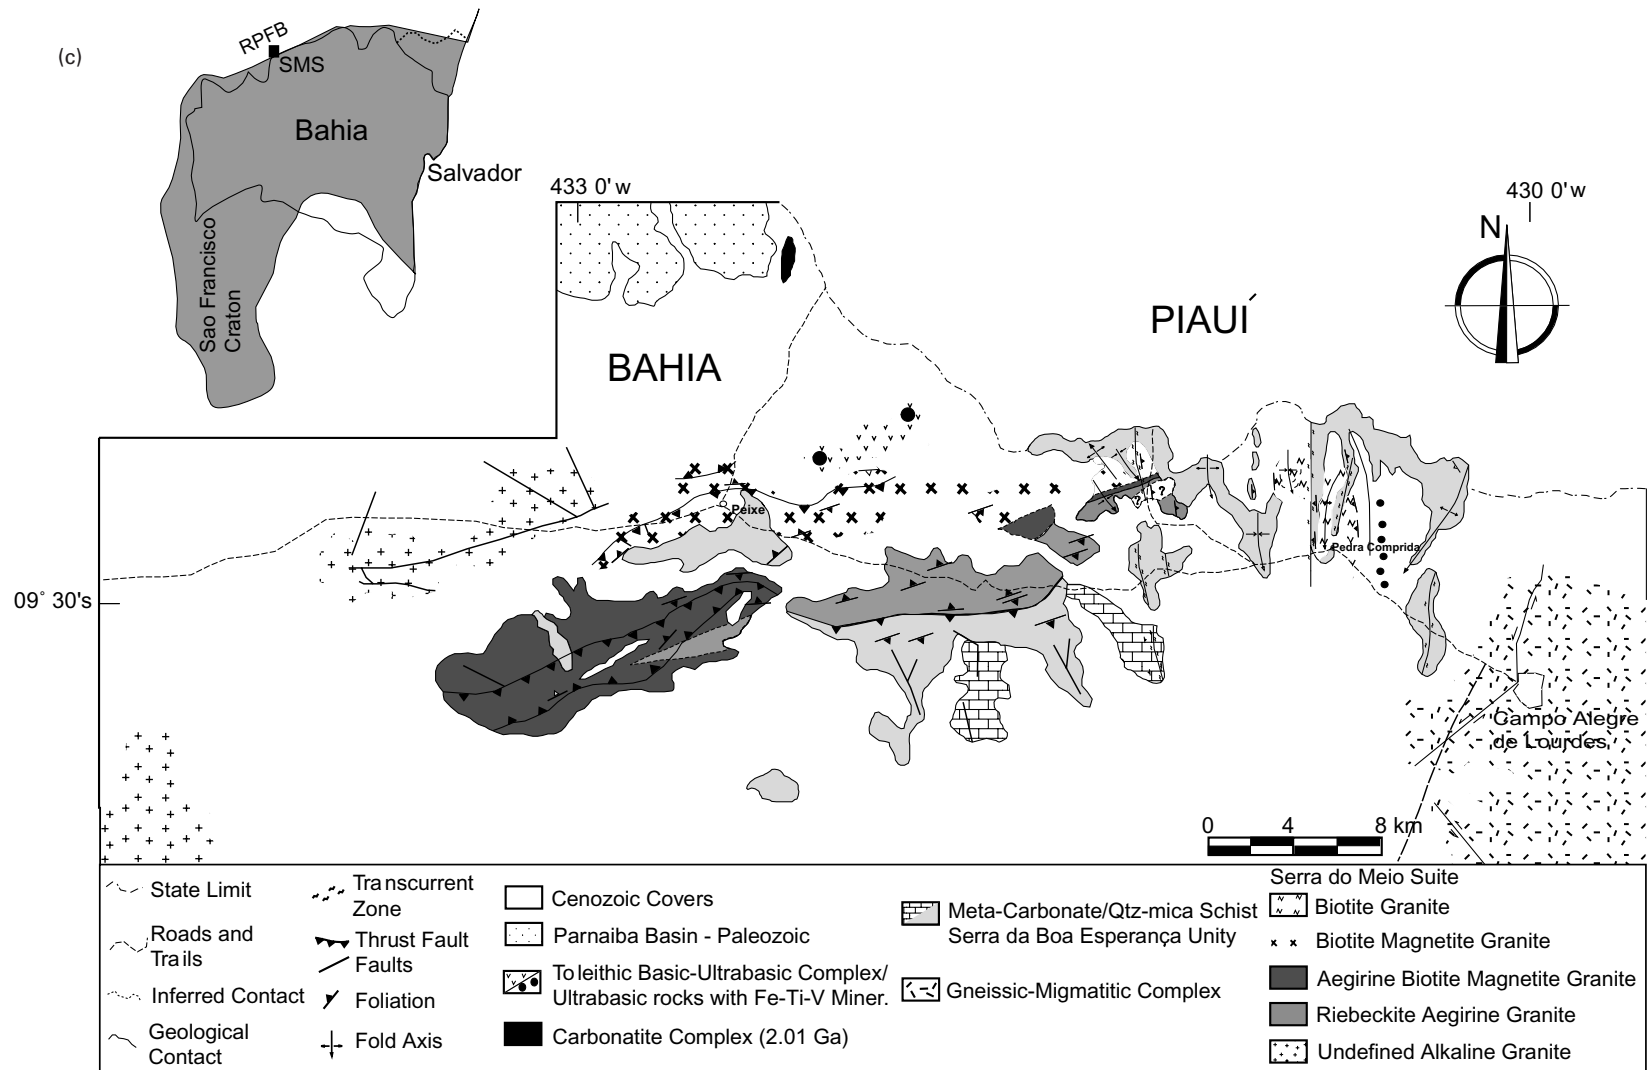 (c)
RPFB
SMS
Bahia
Salvador
Sao Francisco
Craton
433 0' w
430 0' w
N
PIAUÍ
BAHIA
Peixe
?
?
Pedra Comprida
09° 30's
Campo Alegre
de Lourdes
0 4 8 km
State Limit
Roads and
Trails
Inferred Contact
Geological
Contact
Transcurrent
Zone
Thrust Fault
Faults
Foliation
Fold Axis
Cenozoic Covers
Parnaiba Basin - Paleozoic
Toleithic Basic-Ultrabasic Complex/
Ultrabasic rocks with Fe-Ti-V Miner.
Carbonatite Complex (2.01 Ga)
Meta-Carbonate/Qtz-mica Schist
Serra da Boa Esperança Unity
Gneissic-Migmatitic Complex
Serra do Meio Suite
Biotite Granite
Biotite Magnetite Granite
Aegirine Biotite Magnetite Granite
Riebeckite Aegirine Granite
Undefined Alkaline Granite